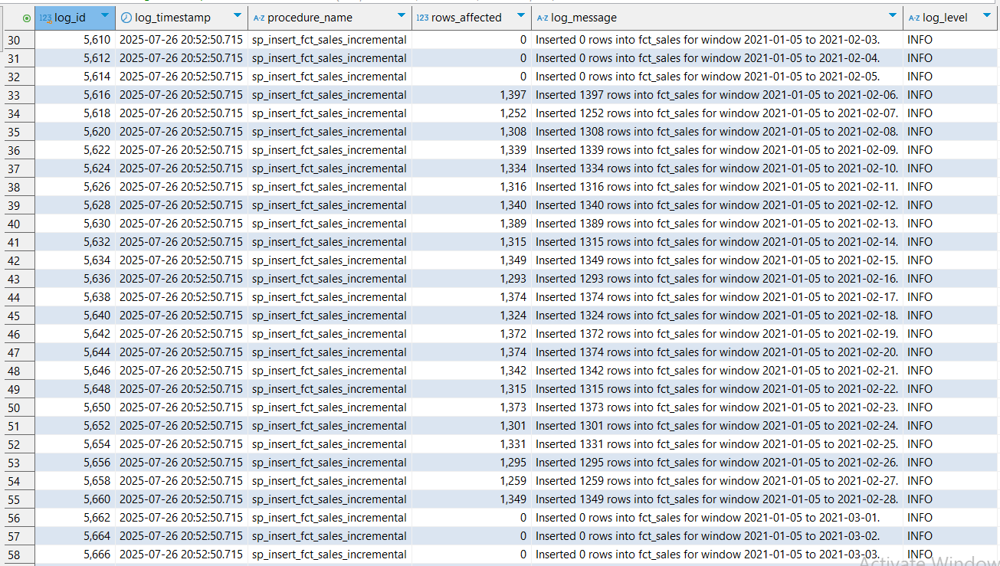 123 log_id log_timestamp A-Z procedure_name 123 rows_affected A-Z log_message A-Z log_level
30 5,610 2025-07-26 20:52:50.715 sp_insert_fct_sales_incremental 0 Inserted 0 rows into fct_sales for window 2021-01-05 to 2021-02-03. INFO
31 5,612 2025-07-26 20:52:50.715 sp_insert_fct_sales_incremental 0 Inserted 0 rows into fct_sales for window 2021-01-05 to 2021-02-04. INFO
32 5,614 2025-07-26 20:52:50.715 sp_insert_fct_sales_incremental 0 Inserted 0 rows into fct_sales for window 2021-01-05 to 2021-02-05. INFO
33 5,616 2025-07-26 20:52:50.715 sp_insert_fct_sales_incremental 1,397 Inserted 1397 rows into fct_sales for window 2021-01-05 to 2021-02-06. INFO
34 5,618 2025-07-26 20:52:50.715 sp_insert_fct_sales_incremental 1,252 Inserted 1252 rows into fct_sales for window 2021-01-05 to 2021-02-07. INFO
35 5,620 2025-07-26 20:52:50.715 sp_insert_fct_sales_incremental 1,308 Inserted 1308 rows into fct_sales for window 2021-01-05 to 2021-02-08. INFO
36 5,622 2025-07-26 20:52:50.715 sp_insert_fct_sales_incremental 1,339 Inserted 1339 rows into fct_sales for window 2021-01-05 to 2021-02-09. INFO
37 5,624 2025-07-26 20:52:50.715 sp_insert_fct_sales_incremental 1,334 Inserted 1334 rows into fct_sales for window 2021-01-05 to 2021-02-10. INFO
38 5,626 2025-07-26 20:52:50.715 sp_insert_fct_sales_incremental 1,316 Inserted 1316 rows into fct_sales for window 2021-01-05 to 2021-02-11. INFO
39 5,628 2025-07-26 20:52:50.715 sp_insert_fct_sales_incremental 1,340 Inserted 1340 rows into fct_sales for window 2021-01-05 to 2021-02-12. INFO
40 5,630 2025-07-26 20:52:50.715 sp_insert_fct_sales_incremental 1,389 Inserted 1389 rows into fct_sales for window 2021-01-05 to 2021-02-13. INFO
41 5,632 2025-07-26 20:52:50.715 sp_insert_fct_sales_incremental 1,315 Inserted 1315 rows into fct_sales for window 2021-01-05 to 2021-02-14. INFO
42 5,634 2025-07-26 20:52:50.715 sp_insert_fct_sales_incremental 1,349 Inserted 1349 rows into fct_sales for window 2021-01-05 to 2021-02-15. INFO
43 5,636 2025-07-26 20:52:50.715 sp_insert_fct_sales_incremental 1,293 Inserted 1293 rows into fct_sales for window 2021-01-05 to 2021-02-16. INFO
44 5,638 2025-07-26 20:52:50.715 sp_insert_fct_sales_incremental 1,374 Inserted 1374 rows into fct_sales for window 2021-01-05 to 2021-02-17. INFO
45 5,640 2025-07-26 20:52:50.715 sp_insert_fct_sales_incremental 1,324 Inserted 1324 rows into fct_sales for window 2021-01-05 to 2021-02-18. INFO
46 5,642 2025-07-26 20:52:50.715 sp_insert_fct_sales_incremental 1,372 Inserted 1372 rows into fct_sales for window 2021-01-05 to 2021-02-19. INFO
47 5,644 2025-07-26 20:52:50.715 sp_insert_fct_sales_incremental 1,374 Inserted 1374 rows into fct_sales for window 2021-01-05 to 2021-02-20. INFO
48 5,646 2025-07-26 20:52:50.715 sp_insert_fct_sales_incremental 1,342 Inserted 1342 rows into fct_sales for window 2021-01-05 to 2021-02-21. INFO
49 5,648 2025-07-26 20:52:50.715 sp_insert_fct_sales_incremental 1,315 Inserted 1315 rows into fct_sales for window 2021-01-05 to 2021-02-22. INFO
50 5,650 2025-07-26 20:52:50.715 sp_insert_fct_sales_incremental 1,373 Inserted 1373 rows into fct_sales for window 2021-01-05 to 2021-02-23. INFO
51 5,652 2025-07-26 20:52:50.715 sp_insert_fct_sales_incremental 1,301 Inserted 1301 rows into fct_sales for window 2021-01-05 to 2021-02-24. INFO
52 5,654 2025-07-26 20:52:50.715 sp_insert_fct_sales_incremental 1,331 Inserted 1331 rows into fct_sales for window 2021-01-05 to 2021-02-25. INFO
53 5,656 2025-07-26 20:52:50.715 sp_insert_fct_sales_incremental 1,295 Inserted 1295 rows into fct_sales for window 2021-01-05 to 2021-02-26. INFO
54 5,658 2025-07-26 20:52:50.715 sp_insert_fct_sales_incremental 1,259 Inserted 1259 rows into fct_sales for window 2021-01-05 to 2021-02-27. INFO
55 5,660 2025-07-26 20:52:50.715 sp_insert_fct_sales_incremental 1,349 Inserted 1349 rows into fct_sales for window 2021-01-05 to 2021-02-28. INFO
56 5,662 2025-07-26 20:52:50.715 sp_insert_fct_sales_incremental 0 Inserted 0 rows into fct_sales for window 2021-01-05 to 2021-03-01. INFO
57 5,664 2025-07-26 20:52:50.715 sp_insert_fct_sales_incremental 0 Inserted 0 rows into fct_sales for window 2021-01-05 to 2021-03-02. INFO
58 5,666 2025-07-26 20:52:50.715 sp_insert_fct_sales_incremental 0 Inserted 0 rows into fct_sales for window 2021-01-05 to 2021-03-03. INFO
Activate Window